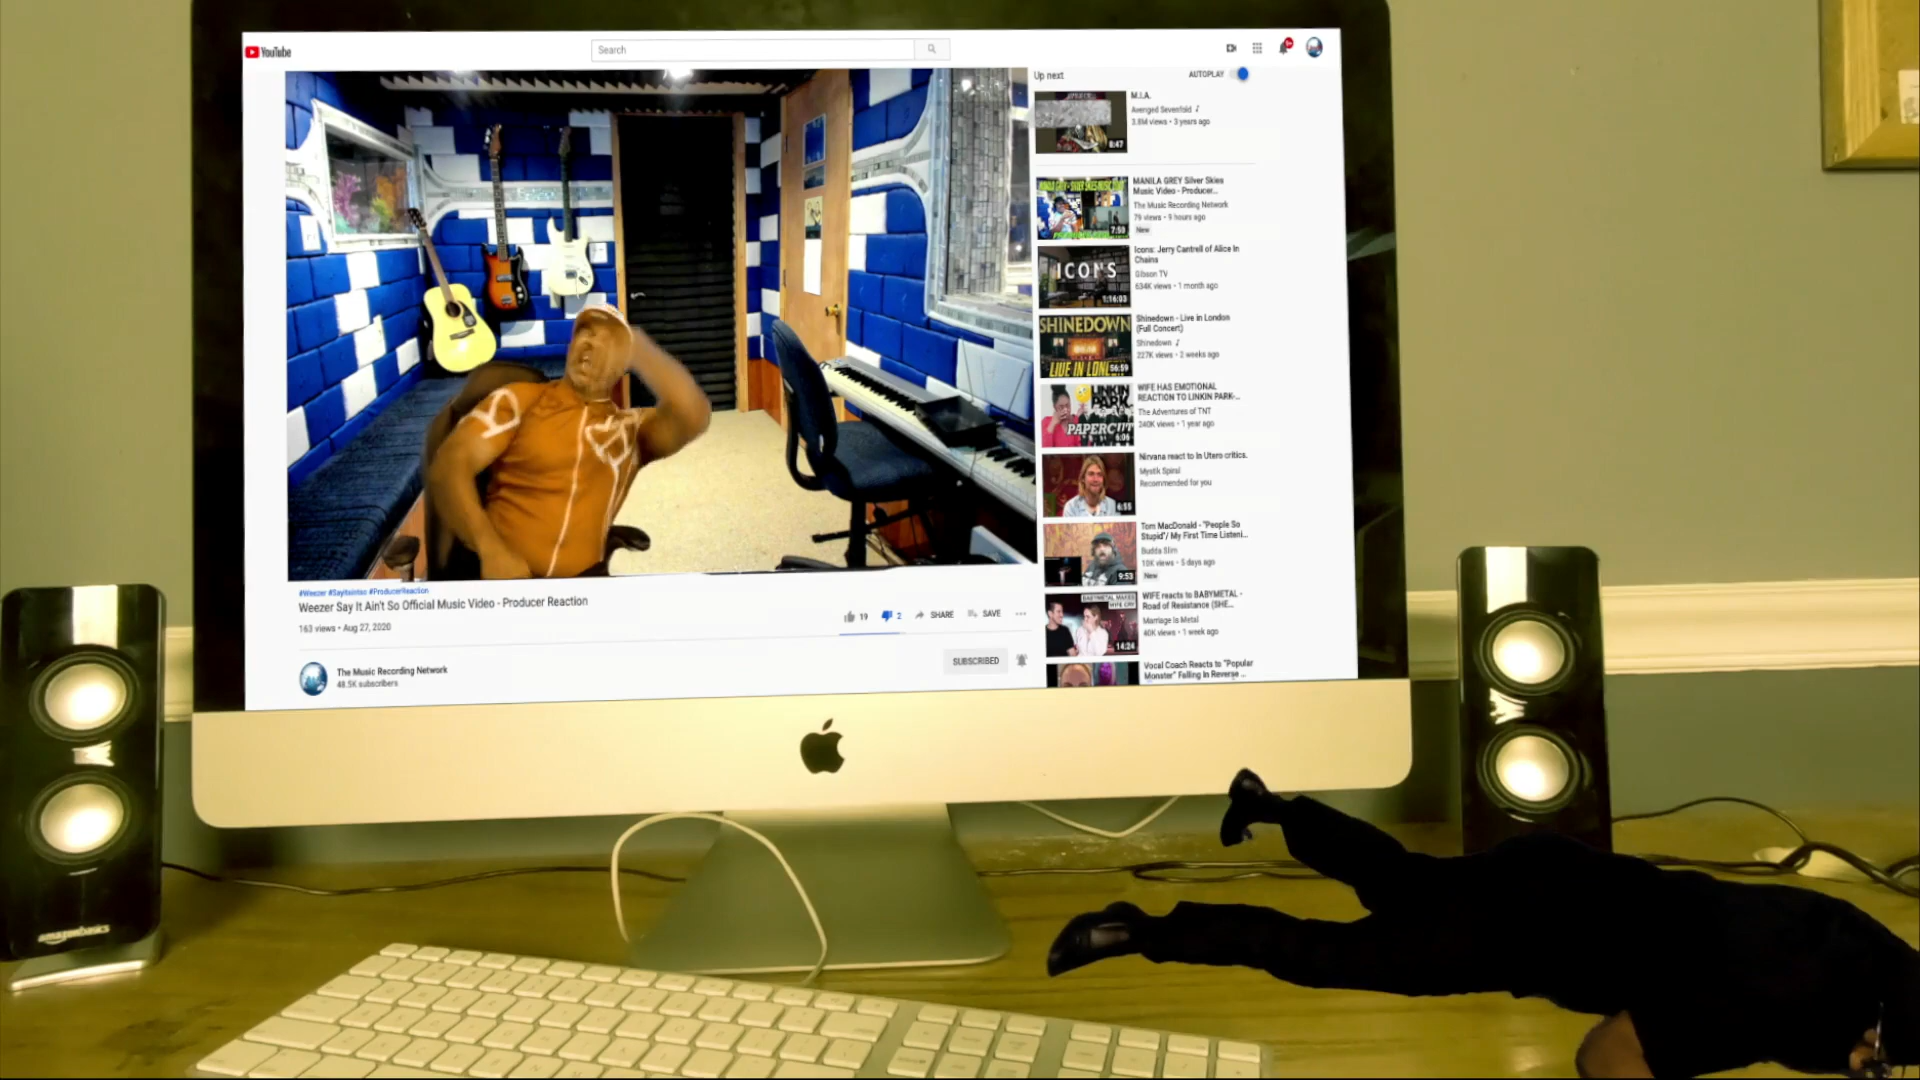 YouTube
Search
9+
Up next
AUTOPLAY
M.I.A.
Avenged Sevenfold ♪
3.8M views • 3 years ago
8:47
MANILA GREY Silver Skies
Music Video - Producer...
The Music Recording Network
79 views • 9 hours ago
New
7:50
Icons: Jerry Cantrell of Alice In
Chains
Gibson TV
634K views • 1 month ago
ICONS
1:16:03
Shinedown - Live in London
(Full Concert)
Shinedown ♪
227K views • 2 weeks ago
SHINEDOWN
LIVE IN LON
56:59
WIFE HAS EMOTIONAL
REACTION TO LINKIN PARK-...
The Adventures of TNT
240K views • 1 year ago
LINKIN
PARK
PAPERCUT
6:06
Nirvana react to In Utero critics.
Mystik Spiral
Recommended for you
6:55
Tom MacDonald - "People So
Stupid"/ My First Time Listeni...
Budda Slim
10K views • 5 days ago
New
9:53
WIFE reacts to BABYMETAL -
Road of Resistance (SHE...
Marriage Is Metal
40K views • 1 week ago
BABYMETAL MAKES
WIFE CRY
14:24
Vocal Coach Reacts to "Popular
Monster" Falling In Reverse ...
#Weezer #SayItAintSo #ProducerReaction
Weezer Say It Ain't So Official Music Video - Producer Reaction
163 views • Aug 27, 2020
19
2
SHARE
SAVE
The Music Recording Network
48.5K subscribers
SUBSCRIBED
amazonbasics